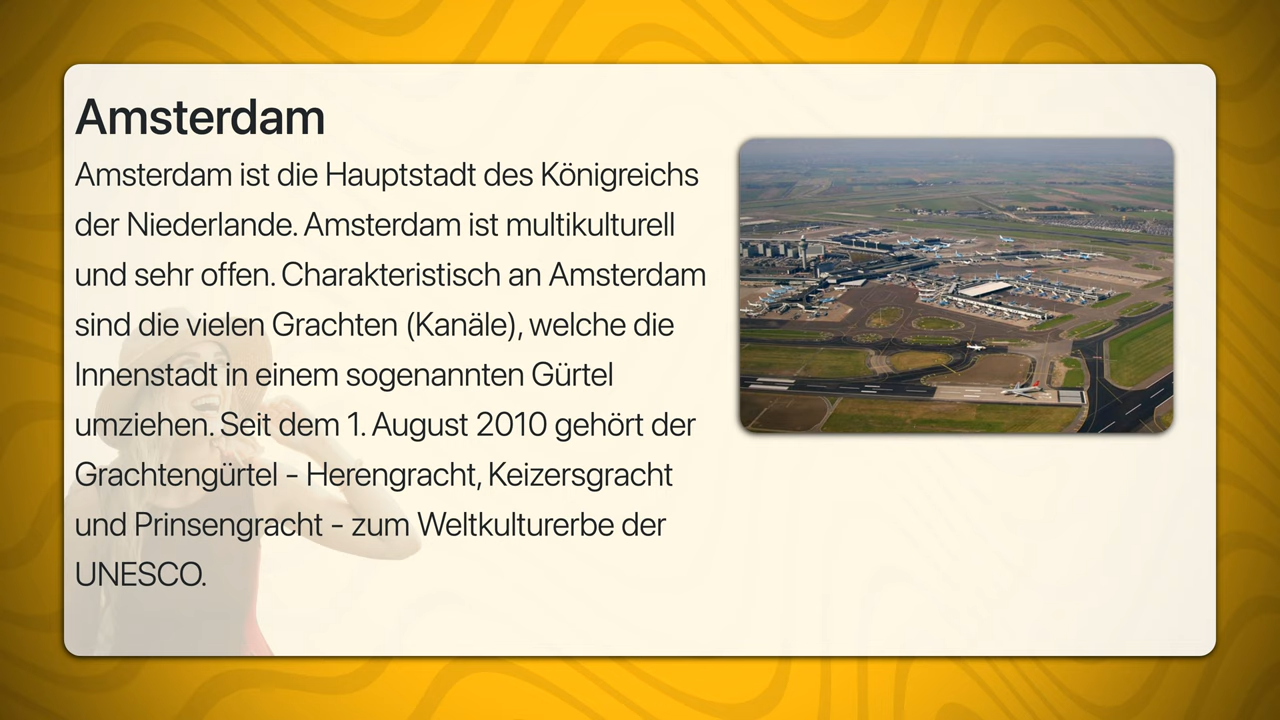 Amsterdam
Amsterdam ist die Hauptstadt des Königreichs
der Niederlande. Amsterdam ist multikulturell
und sehr offen. Charakteristisch an Amsterdam
sind die vielen Grachten (Kanäle), welche die
Innenstadt in einem sogenannten Gürtel
umziehen. Seit dem 1. August 2010 gehört der
Grachtengürtel - Herengracht, Keizersgracht
und Prinsengracht - zum Weltkulturerbe der
UNESCO.